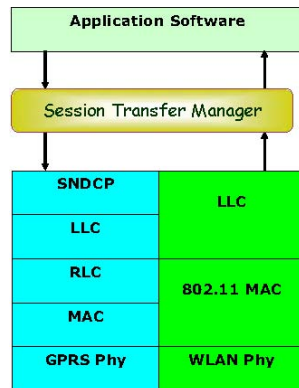 Application Software
Session Transfer Manager
SNDCP
LLC
RLC
MAC
GPRS Phy
LLC
802.11 MAC
WLAN Phy